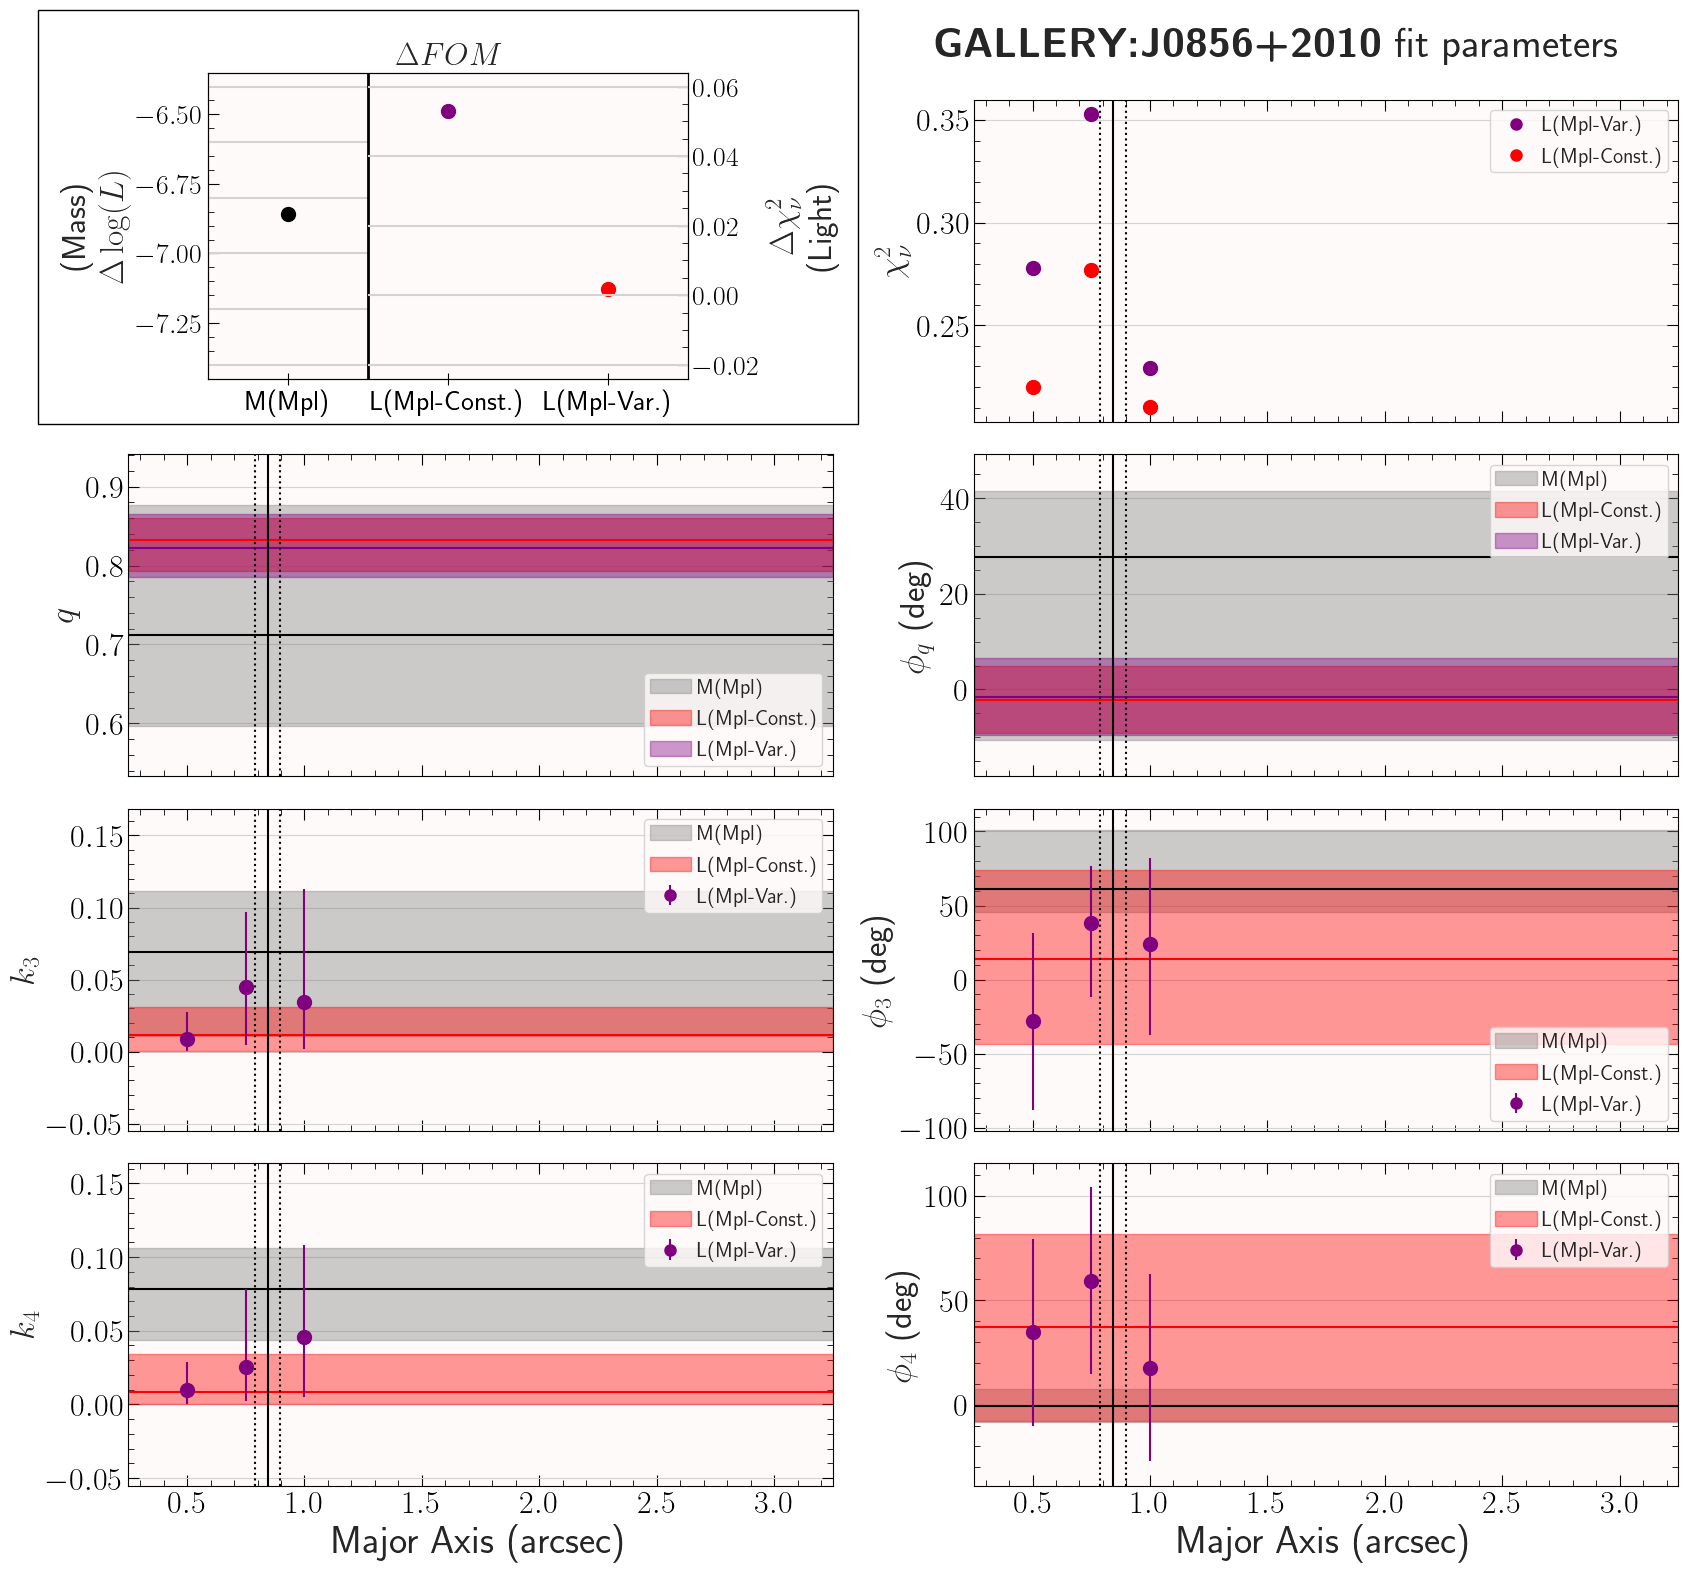 GALLERY:J0856+2010 fit parameters
ΔFOM
(Mass)
Δ log(L)
−6.50
−6.75
−7.00
−7.25
0.06
0.04
0.02
0.00
−0.02
Δχ²ν
(Light)
M(Mpl)
L(Mpl-Const.)
L(Mpl-Var.)
χ²ν
0.35
0.30
0.25
L(Mpl-Var.)
L(Mpl-Const.)
q
0.9
0.8
0.7
0.6
M(Mpl)
L(Mpl-Const.)
L(Mpl-Var.)
ϕq (deg)
40
20
0
M(Mpl)
L(Mpl-Const.)
L(Mpl-Var.)
k3
0.15
0.10
0.05
0.00
−0.05
M(Mpl)
L(Mpl-Const.)
L(Mpl-Var.)
ϕ3 (deg)
100
50
0
−50
−100
M(Mpl)
L(Mpl-Const.)
L(Mpl-Var.)
k4
0.15
0.10
0.05
0.00
−0.05
M(Mpl)
L(Mpl-Const.)
L(Mpl-Var.)
0.5 1.0 1.5 2.0 2.5 3.0
Major Axis (arcsec)
ϕ4 (deg)
100
50
0
M(Mpl)
L(Mpl-Const.)
L(Mpl-Var.)
0.5 1.0 1.5 2.0 2.5 3.0
Major Axis (arcsec)